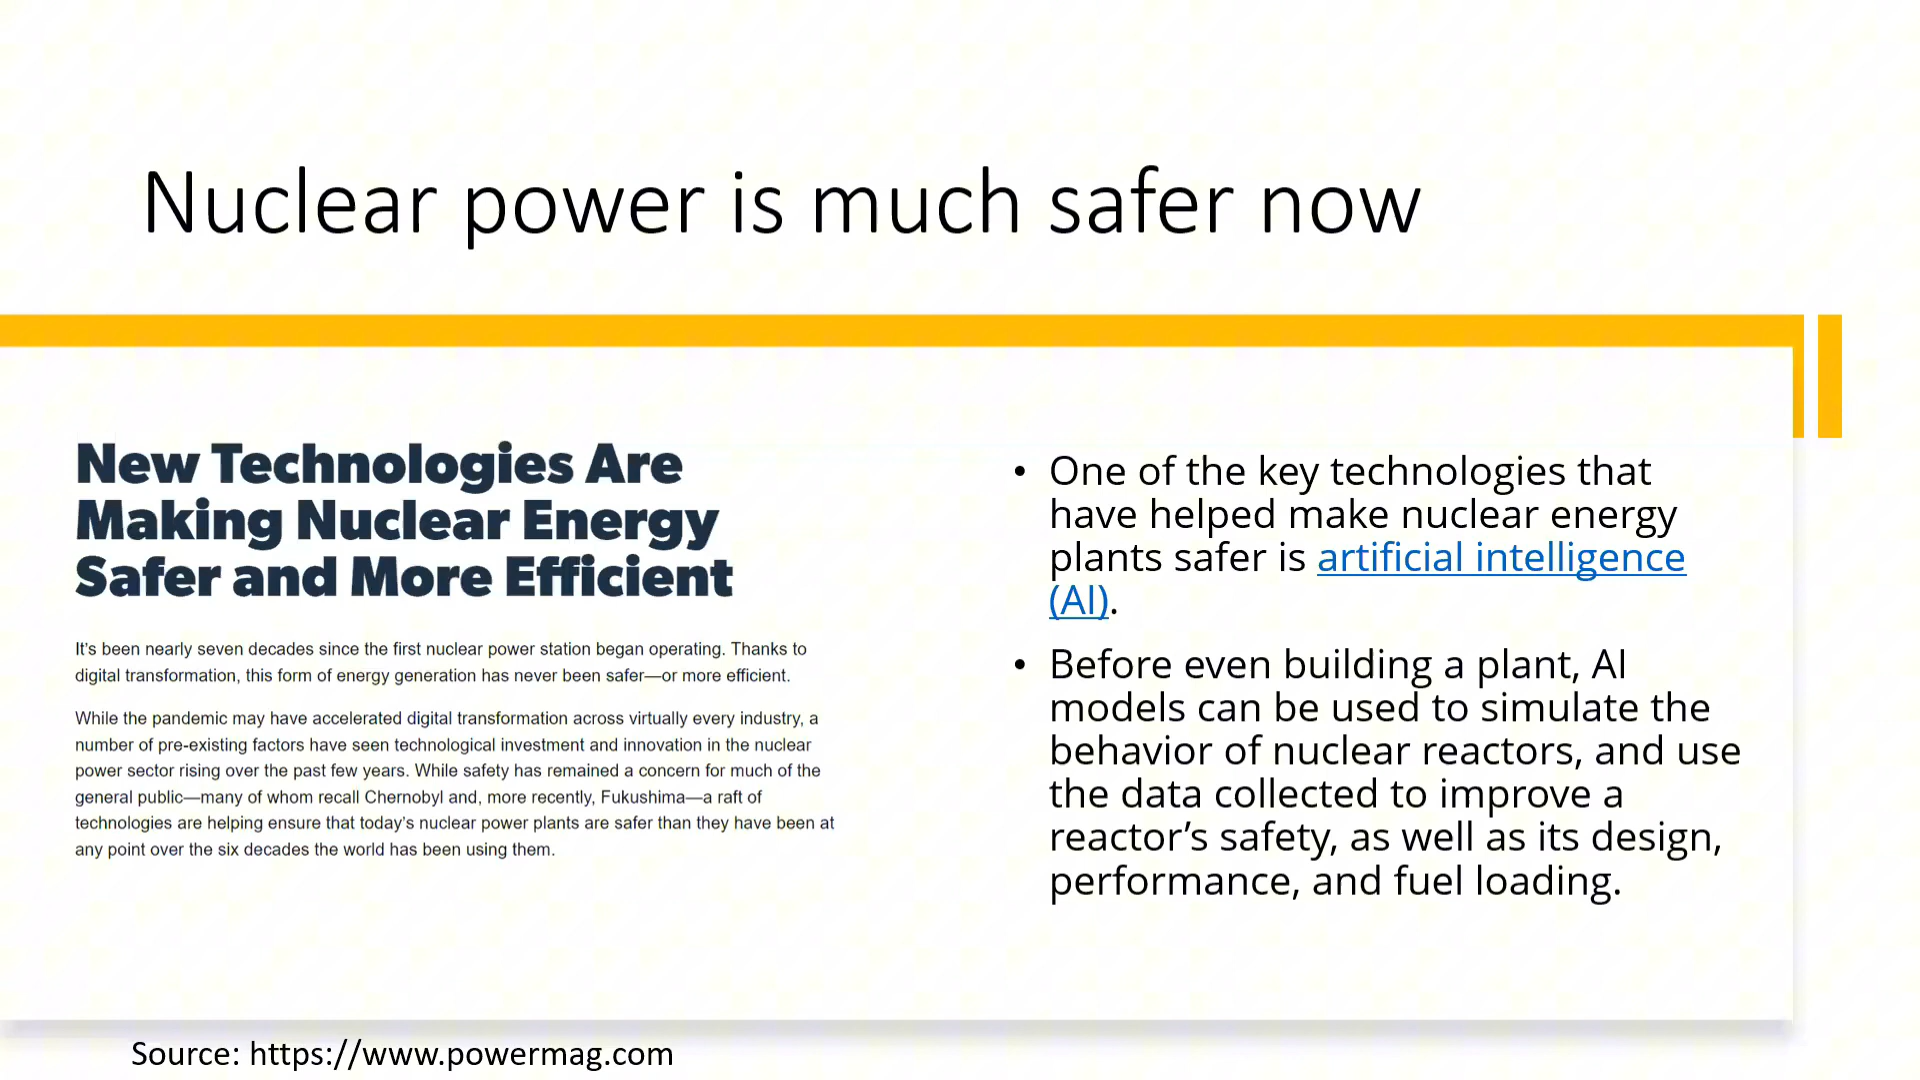 Nuclear power is much safer now
New Technologies Are
Making Nuclear Energy
Safer and More Efficient
It's been nearly seven decades since the first nuclear power station began operating. Thanks to
digital transformation, this form of energy generation has never been safer—or more efficient.
While the pandemic may have accelerated digital transformation across virtually every industry, a
number of pre-existing factors have seen technological investment and innovation in the nuclear
power sector rising over the past few years. While safety has remained a concern for much of the
general public—many of whom recall Chernobyl and, more recently, Fukushima—a raft of
technologies are helping ensure that today's nuclear power plants are safer than they have been at
any point over the six decades the world has been using them.
• One of the key technologies that
have helped make nuclear energy
plants safer is artificial intelligence
(AI).
• Before even building a plant, AI
models can be used to simulate the
behavior of nuclear reactors, and use
the data collected to improve a
reactor’s safety, as well as its design,
performance, and fuel loading.
Source: https://www.powermag.com